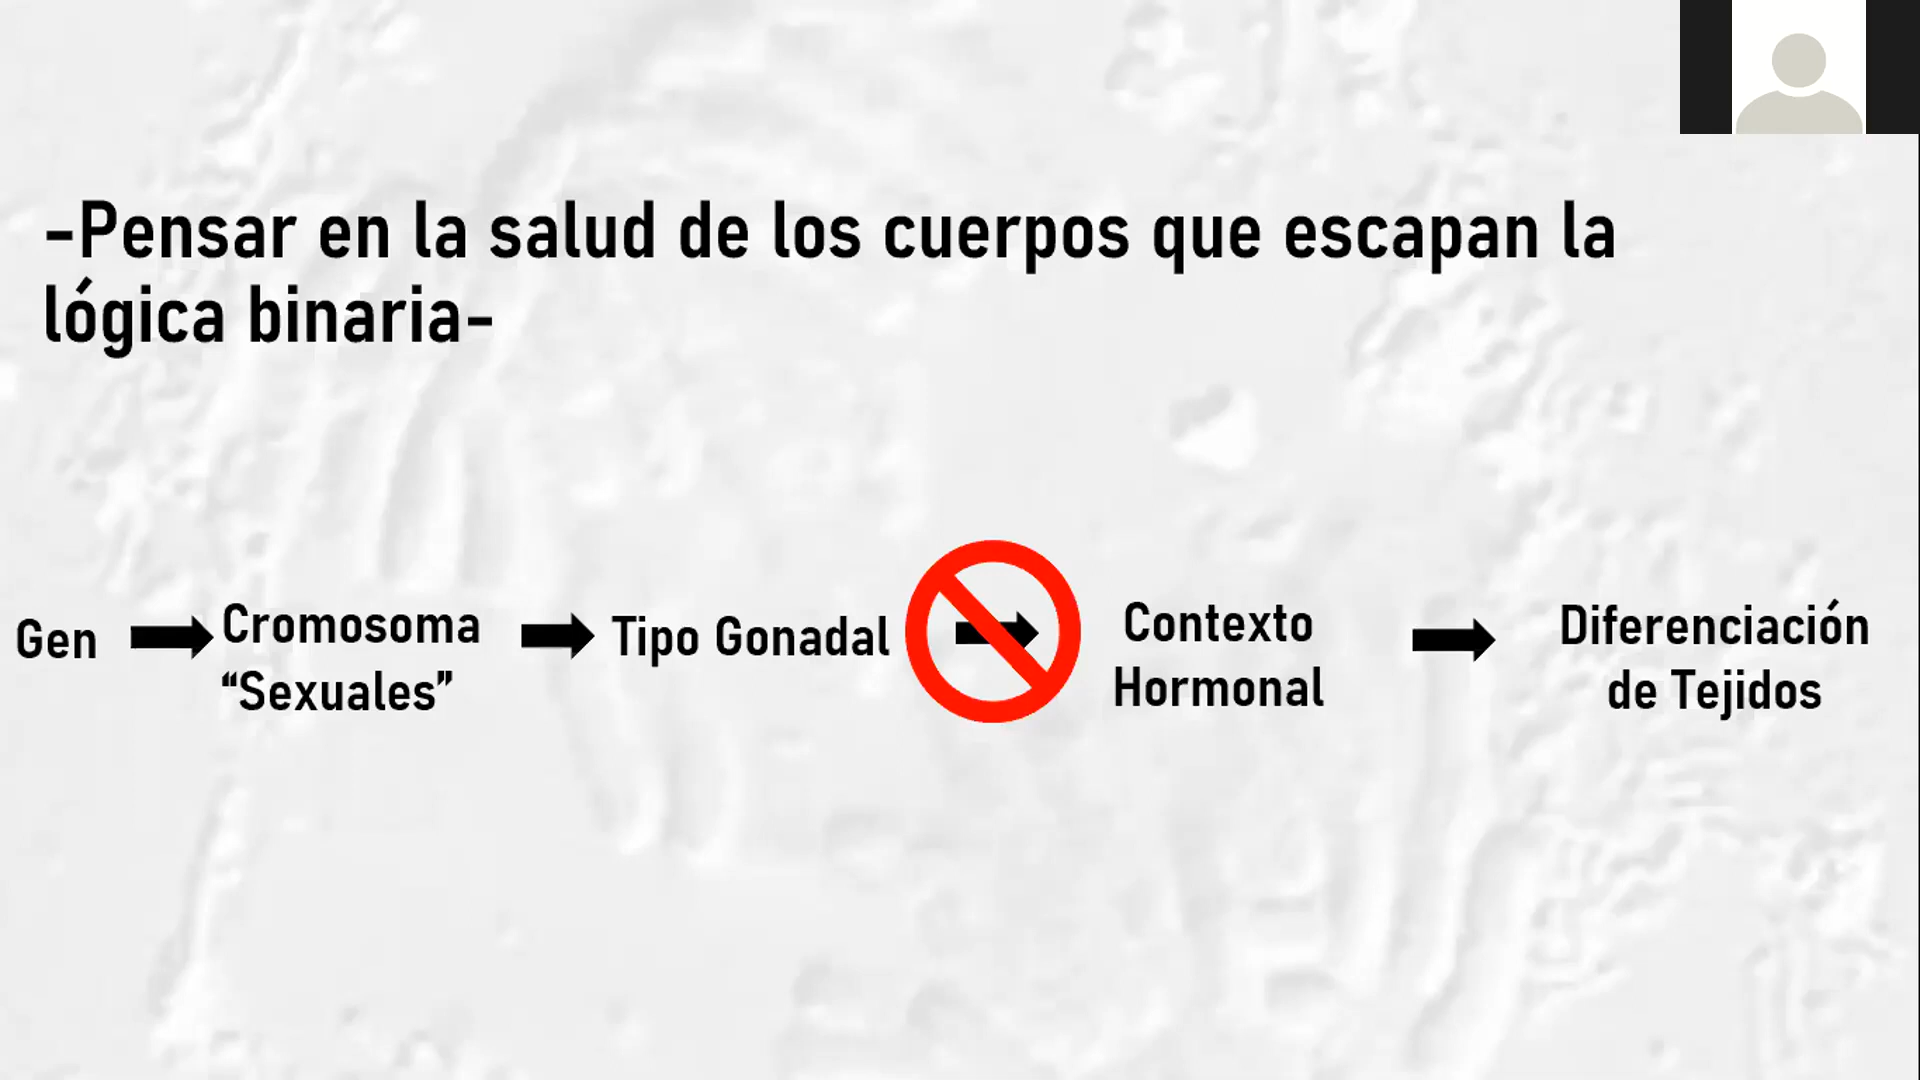 -Pensar en la salud de los cuerpos que escapan la
lógica binaria-
Gen
Cromosoma
“Sexuales”
Tipo Gonadal
Contexto
Hormonal
Diferenciación
de Tejidos